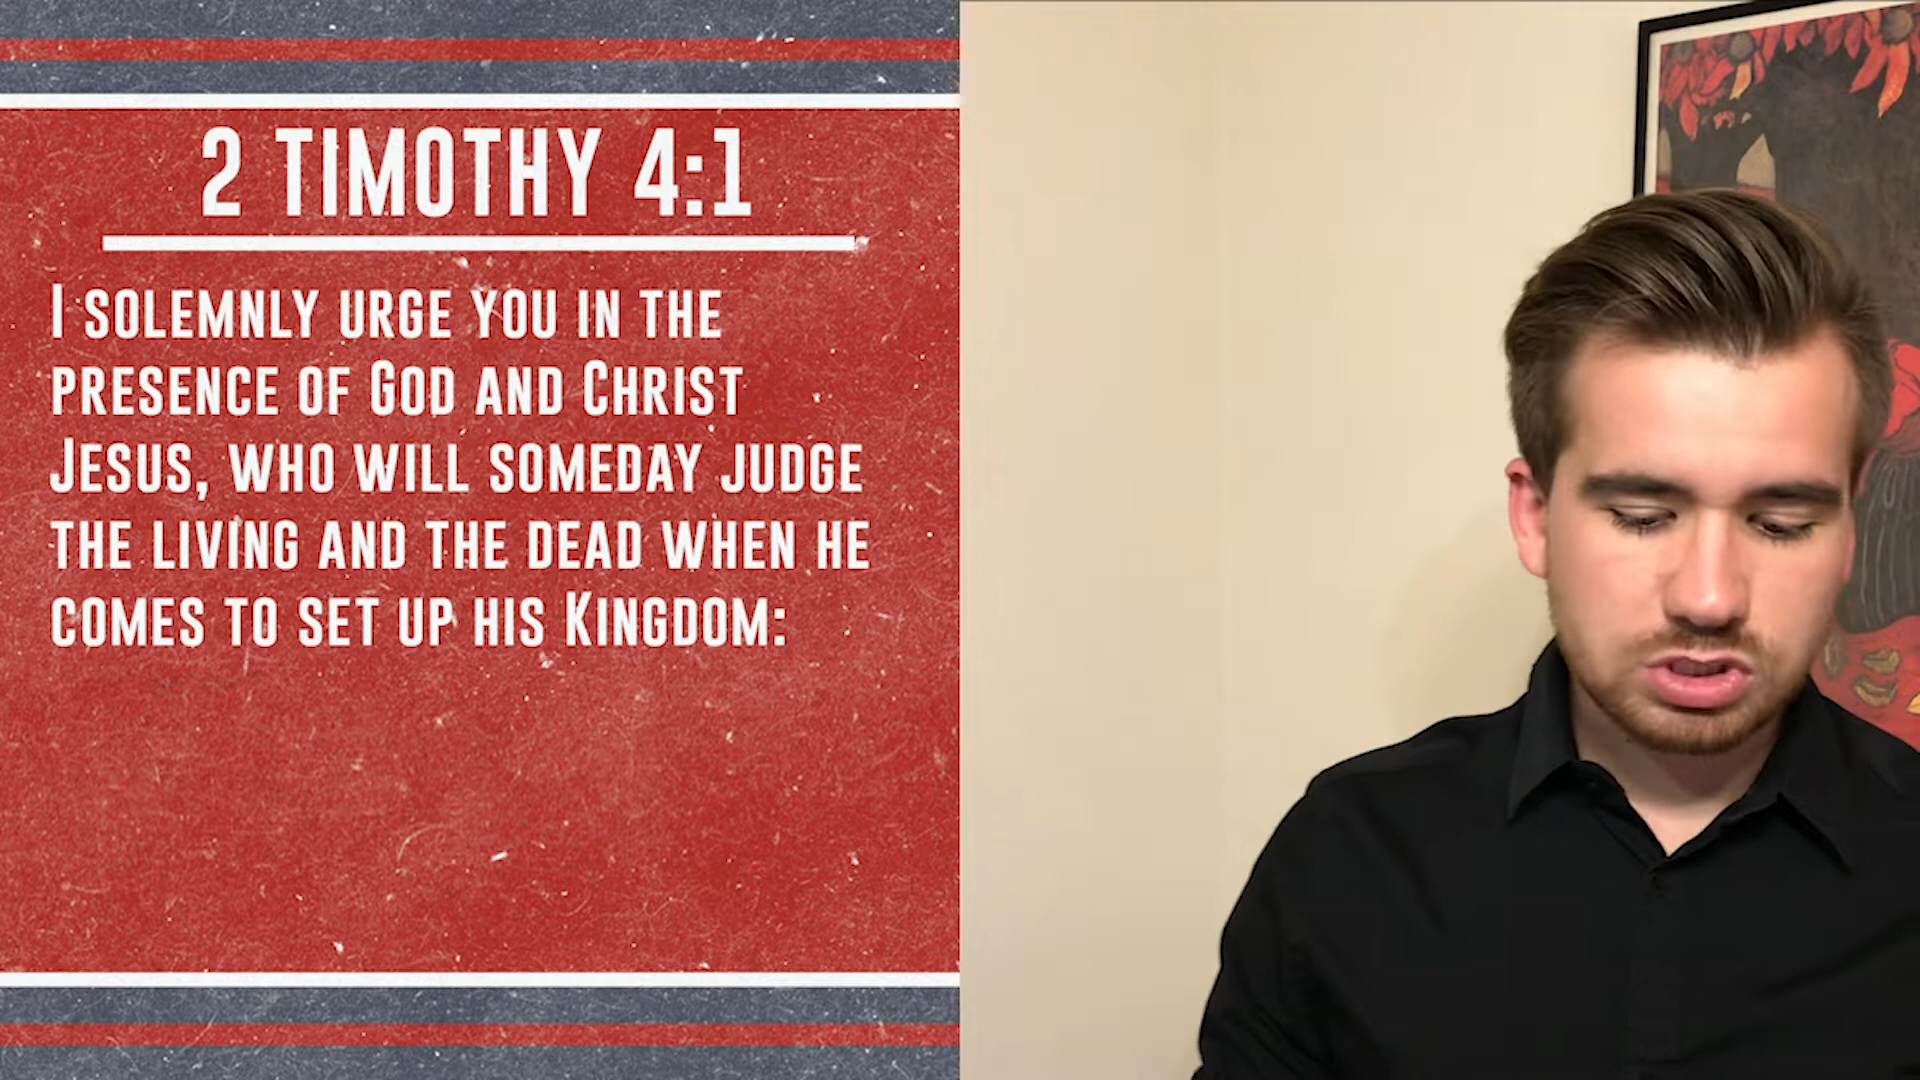 2 TIMOTHY 4:1
I SOLEMNLY URGE YOU IN THE
PRESENCE OF GOD AND CHRIST
JESUS, WHO WILL SOMEDAY JUDGE
THE LIVING AND THE DEAD WHEN HE
COMES TO SET UP HIS KINGDOM: